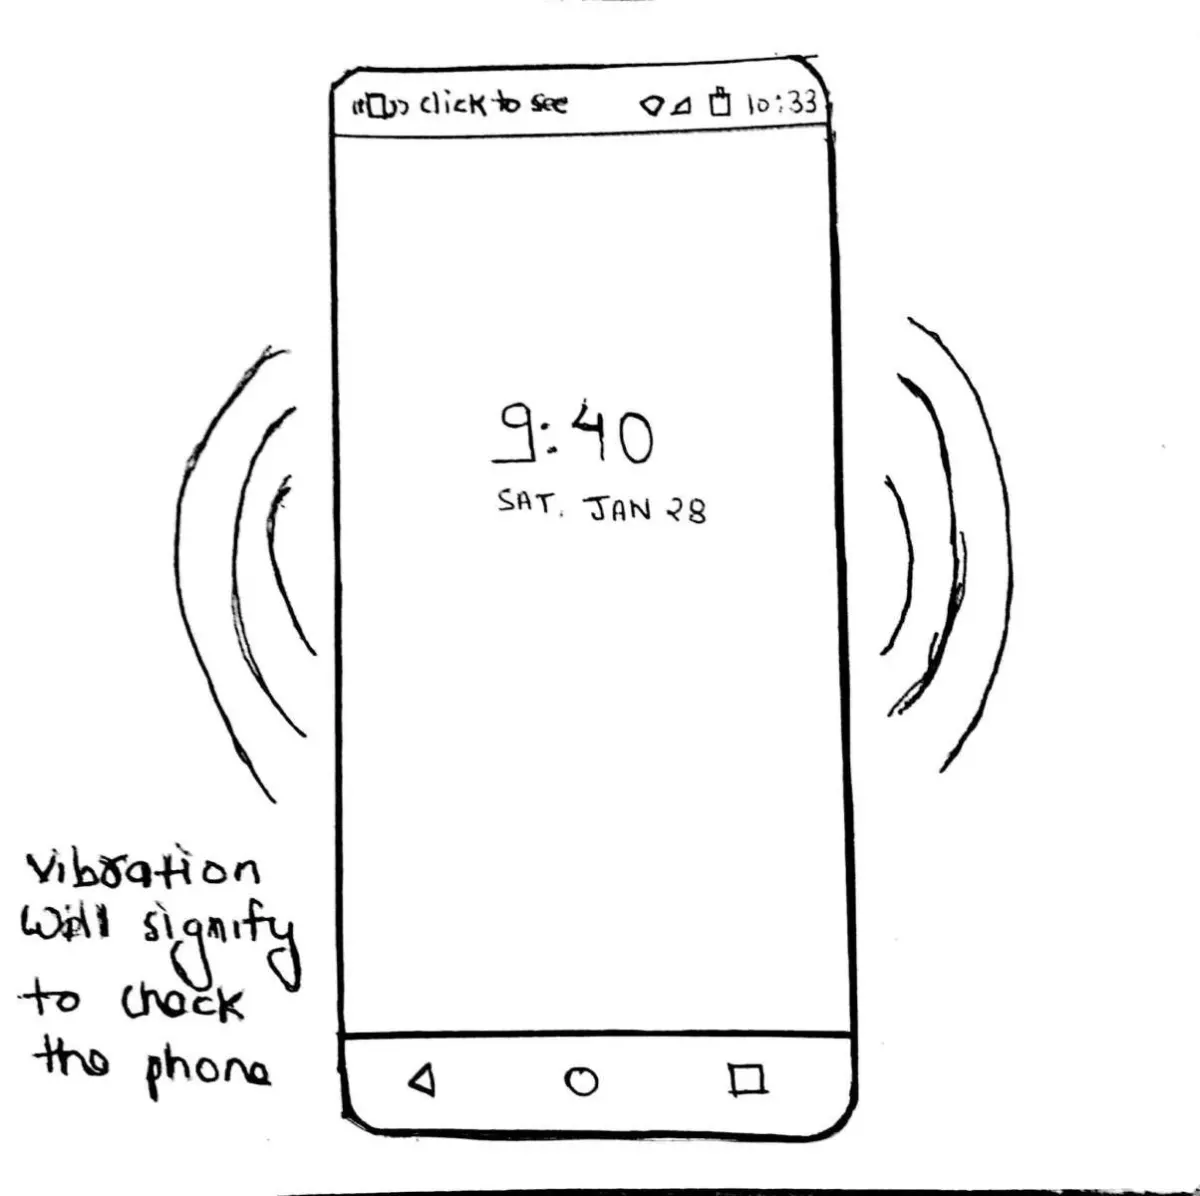 click to see 10:33
9:40
SAT. JAN 28
vibration
will signify
to check
the phone